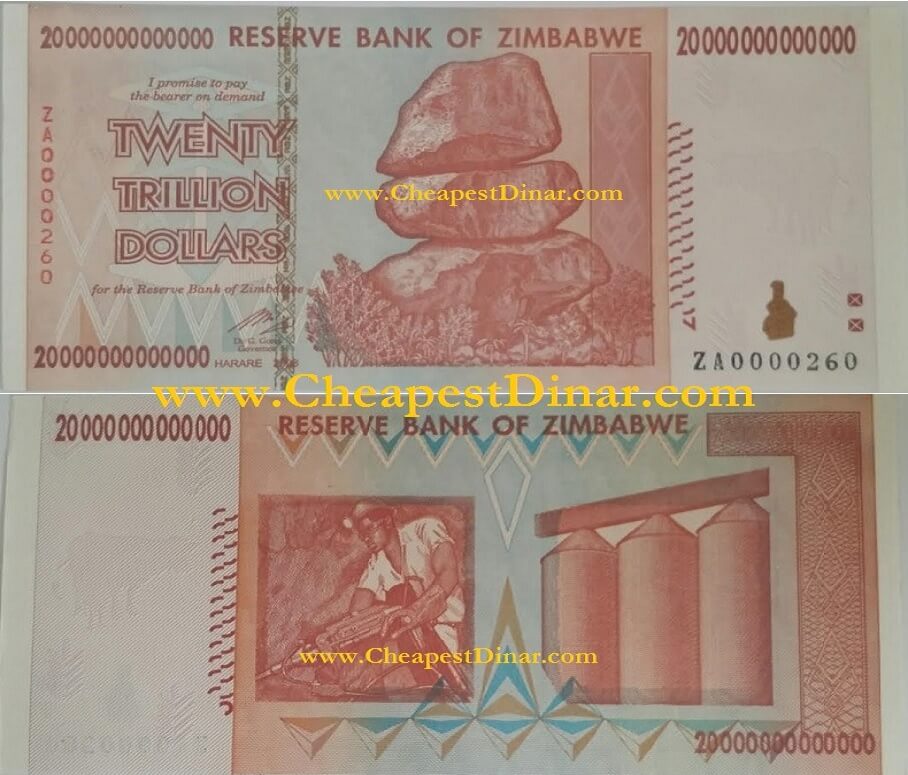 20000000000000 RESERVE BANK OF ZIMBABWE 20000000000000
I promise to pay
the bearer on demand
TWENTY
TRILLION
DOLLARS
ZA0000260
www.CheapestDinar.com
for the Reserve Bank of Zimbabwe
Dr. G. Gono
Governor
20000000000000 HARARE 2008
ZA0000260
www.CheapestDinar.com
20000000000000
RESERVE BANK OF ZIMBABWE
www.CheapestDinar.com
20000000000000